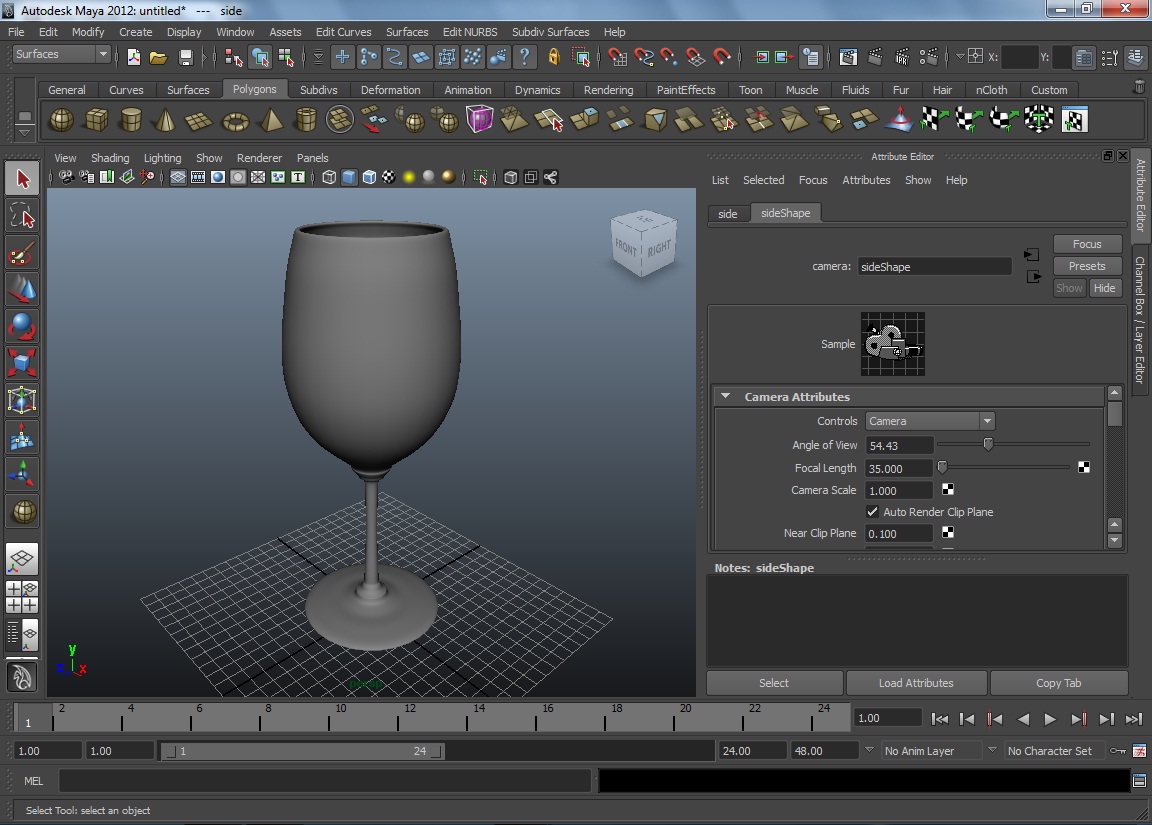 Autodesk Maya 2012: untitled* --- side
File Edit Modify Create Display Window Assets Edit Curves Surfaces Edit NURBS Subdiv Surfaces Help
Surfaces X: Y:
General Curves Surfaces Polygons Subdivs Deformation Animation Dynamics Rendering PaintEffects Toon Muscle Fluids Fur Hair nCloth Custom
View Shading Lighting Show Renderer Panels
Attribute Editor
List Selected Focus Attributes Show Help
side sideShape
FRONT RIGHT
camera: sideShape
Focus
Presets
Show Hide
Sample
Camera Attributes
Controls Camera
Angle of View 54.43
Focal Length 35.000
Camera Scale 1.000
Auto Render Clip Plane
Near Clip Plane 0.100
Notes: sideShape
Select Load Attributes Copy Tab
Attribute Editor
Channel Box / Layer Editor
y
z x
persp
1 2 4 6 8 10 12 14 16 18 20 22 24 1.00
1.00 1.00 1 24 24.00 48.00 No Anim Layer No Character Set
MEL
Select Tool: select an object